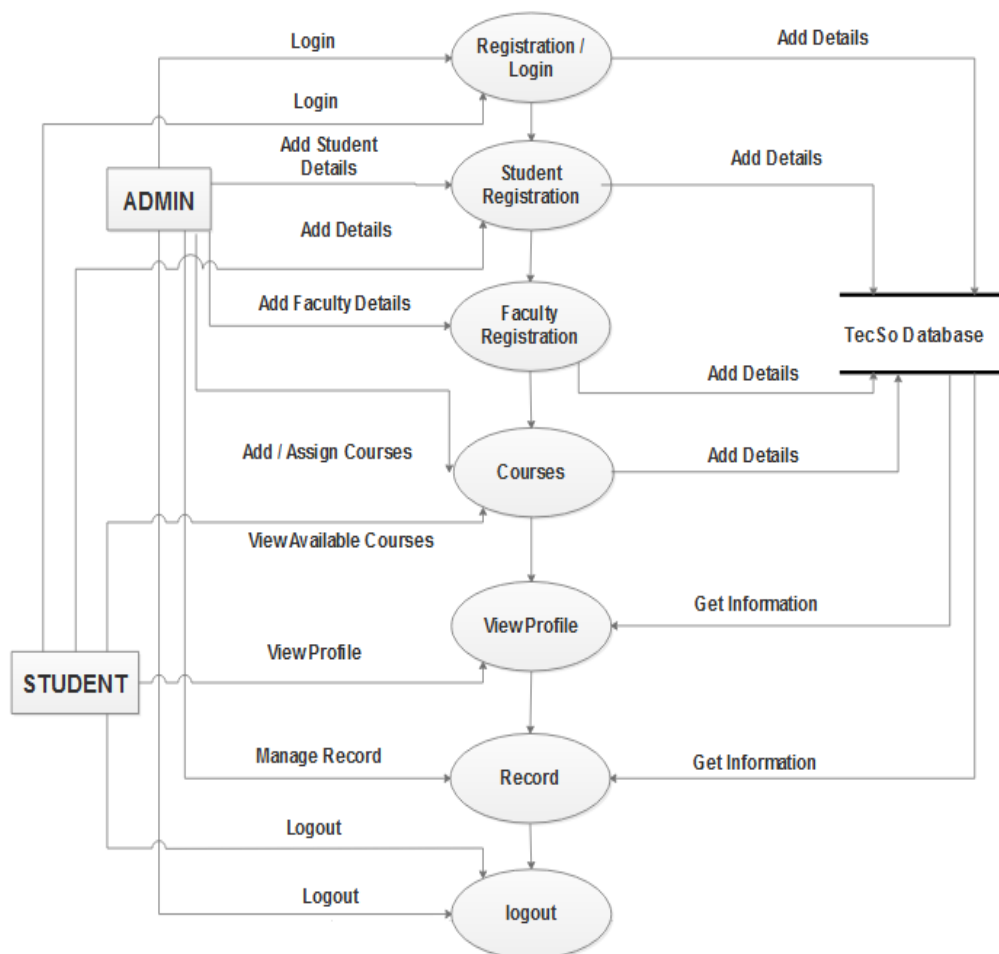 Login
Registration /
Login
Add Details
Login
Add Student
Details
Student
Registration
Add Details
ADMIN
Add Details
Add Faculty Details
Faculty
Registration
TecSo Database
Add Details
Add / Assign Courses
Courses
Add Details
View Available Courses
View Profile
Get Information
View Profile
STUDENT
Manage Record
Record
Get Information
Logout
Logout
logout